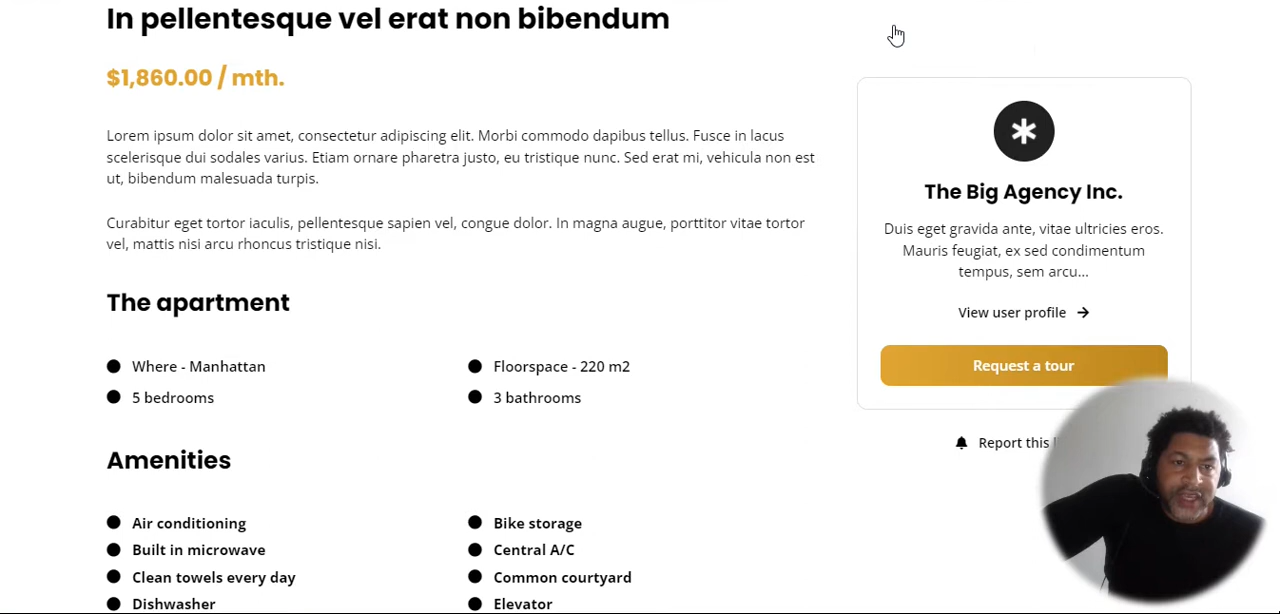 In pellentesque vel erat non bibendum
$1,860.00 / mth.
Lorem ipsum dolor sit amet, consectetur adipiscing elit. Morbi commodo dapibus tellus. Fusce in lacus
scelerisque dui sodales varius. Etiam ornare pharetra justo, eu tristique nunc. Sed erat mi, vehicula non est
ut, bibendum malesuada turpis.
Curabitur eget tortor iaculis, pellentesque sapien vel, congue dolor. In magna augue, porttitor vitae tortor
vel, mattis nisi arcu rhoncus tristique nisi.
The apartment
Where - Manhattan
Floorspace - 220 m2
5 bedrooms
3 bathrooms
Amenities
Air conditioning
Bike storage
Built in microwave
Central A/C
Clean towels every day
Common courtyard
Dishwasher
Elevator
The Big Agency Inc.
Duis eget gravida ante, vitae ultricies eros.
Mauris feugiat, ex sed condimentum
tempus, sem arcu...
View user profile
Request a tour
Report this